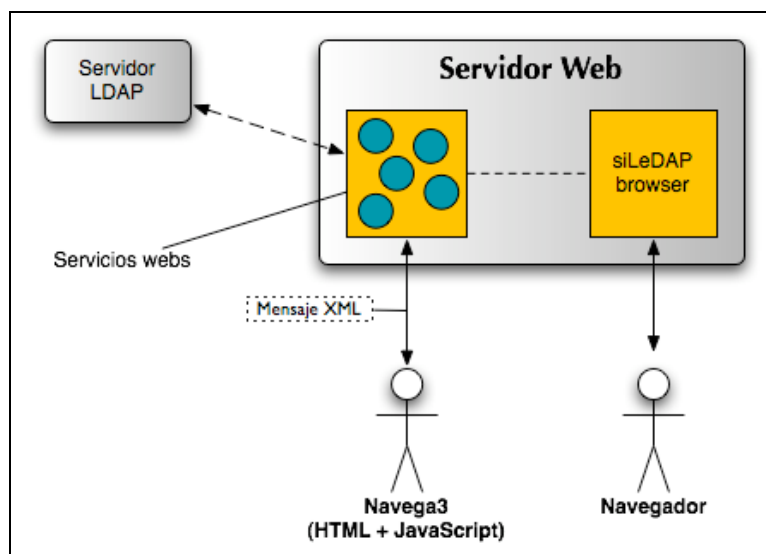 Servidor
LDAP
Servidor Web
siLeDAP
browser
Servicios webs
Mensaje XML
Navega3
(HTML + JavaScript)
Navegador